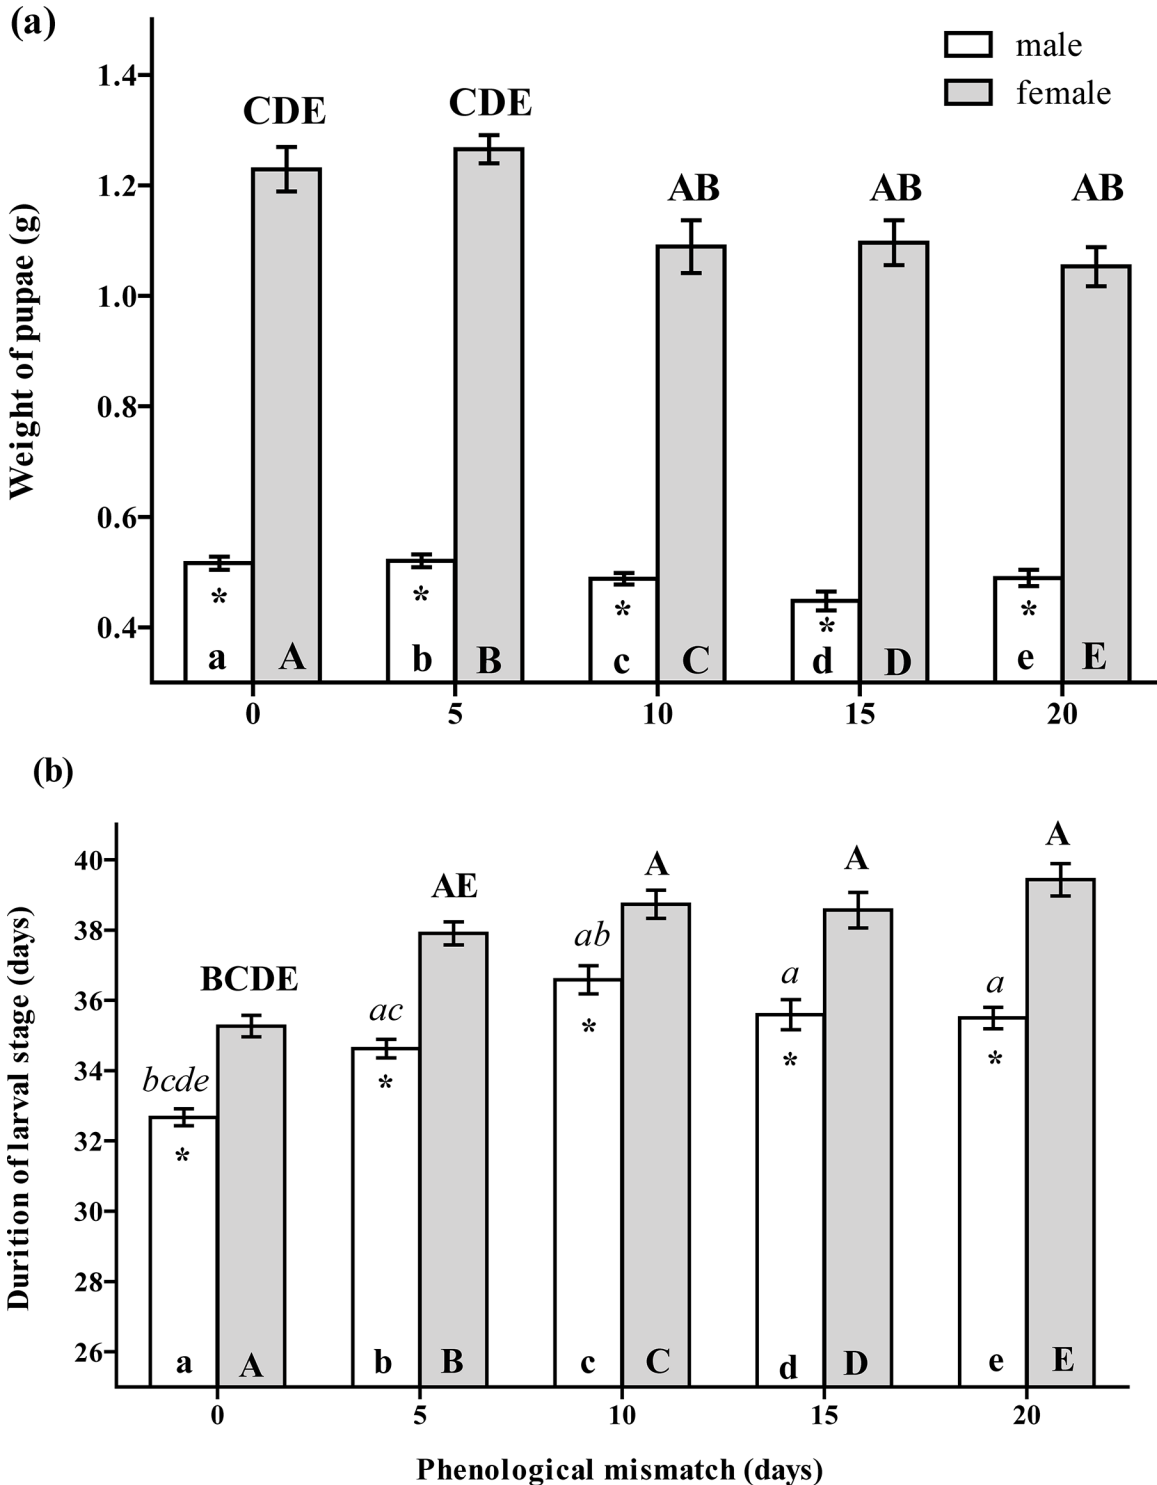 (a)
male
female
1.4
1.2
1.0
0.8
0.6
0.4
Weight of pupae (g)
CDE CDE AB AB AB
* * * * *
a A b B c C d D e E
0 5 10 15 20
(b)
40
38
36
34
32
30
28
26
Durition of larval stage (days)
bcde BCDE ac AE ab A a A a A
* * * * *
a A b B c C d D e E
0 5 10 15 20
Phenological mismatch (days)